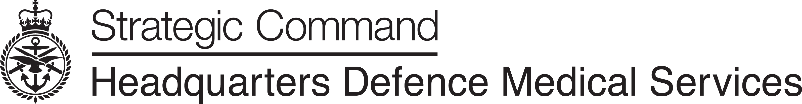 Strategic Command
Headquarters Defence Medical Services